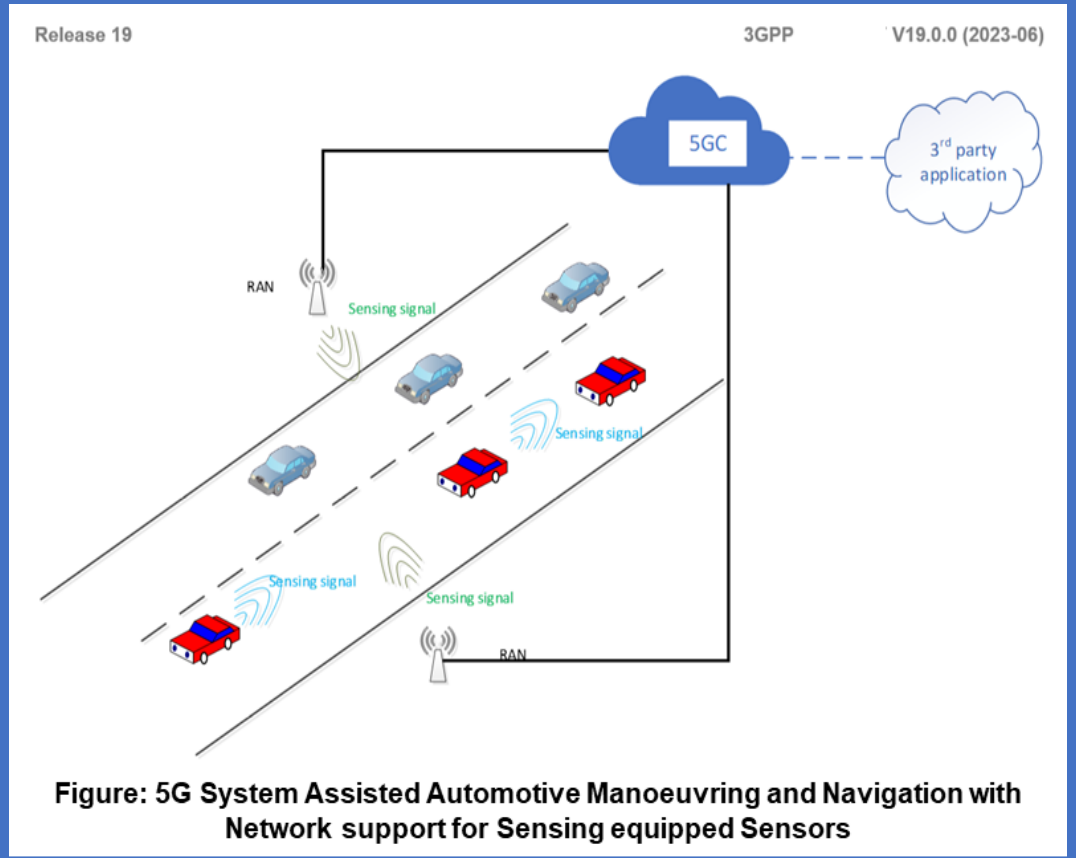 Release 19
3GPP
V19.0.0 (2023-06)
5GC
3rd party
application
RAN
Sensing signal
Sensing signal
Sensing signal
Sensing signal
RAN
Figure: 5G System Assisted Automotive Manoeuvring and Navigation with
Network support for Sensing equipped Sensors